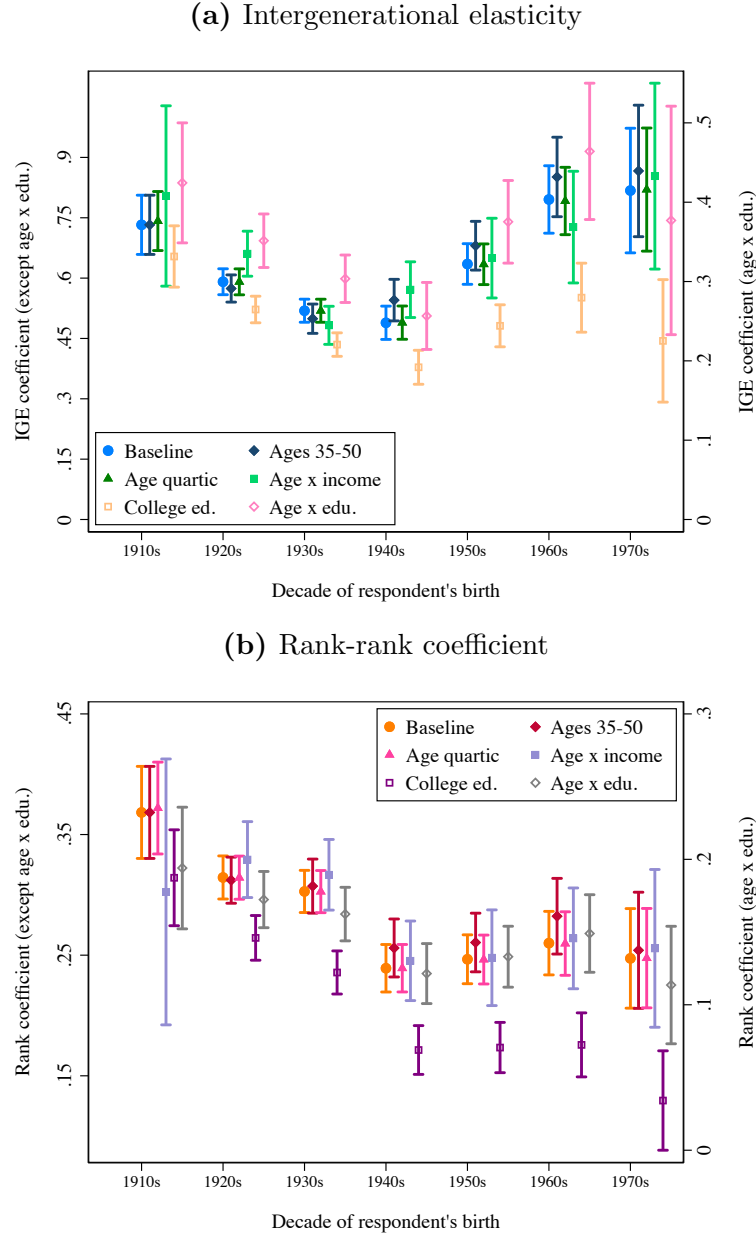 (a) Intergenerational elasticity
IGE coefficient (except age x edu.)
0
.15
.3
.45
.6
.75
.9
IGE coefficient (age x edu.)
0
.1
.2
.3
.4
.5
Baseline
Ages 35-50
Age quartic
Age x income
College ed.
Age x edu.
1910s
1920s
1930s
1940s
1950s
1960s
1970s
Decade of respondent's birth
(b) Rank-rank coefficient
Rank coefficient (except age x edu.)
.15
.25
.35
.45
Rank coefficient (age x edu.)
0
.1
.2
.3
Baseline
Ages 35-50
Age quartic
Age x income
College ed.
Age x edu.
1910s
1920s
1930s
1940s
1950s
1960s
1970s
Decade of respondent's birth